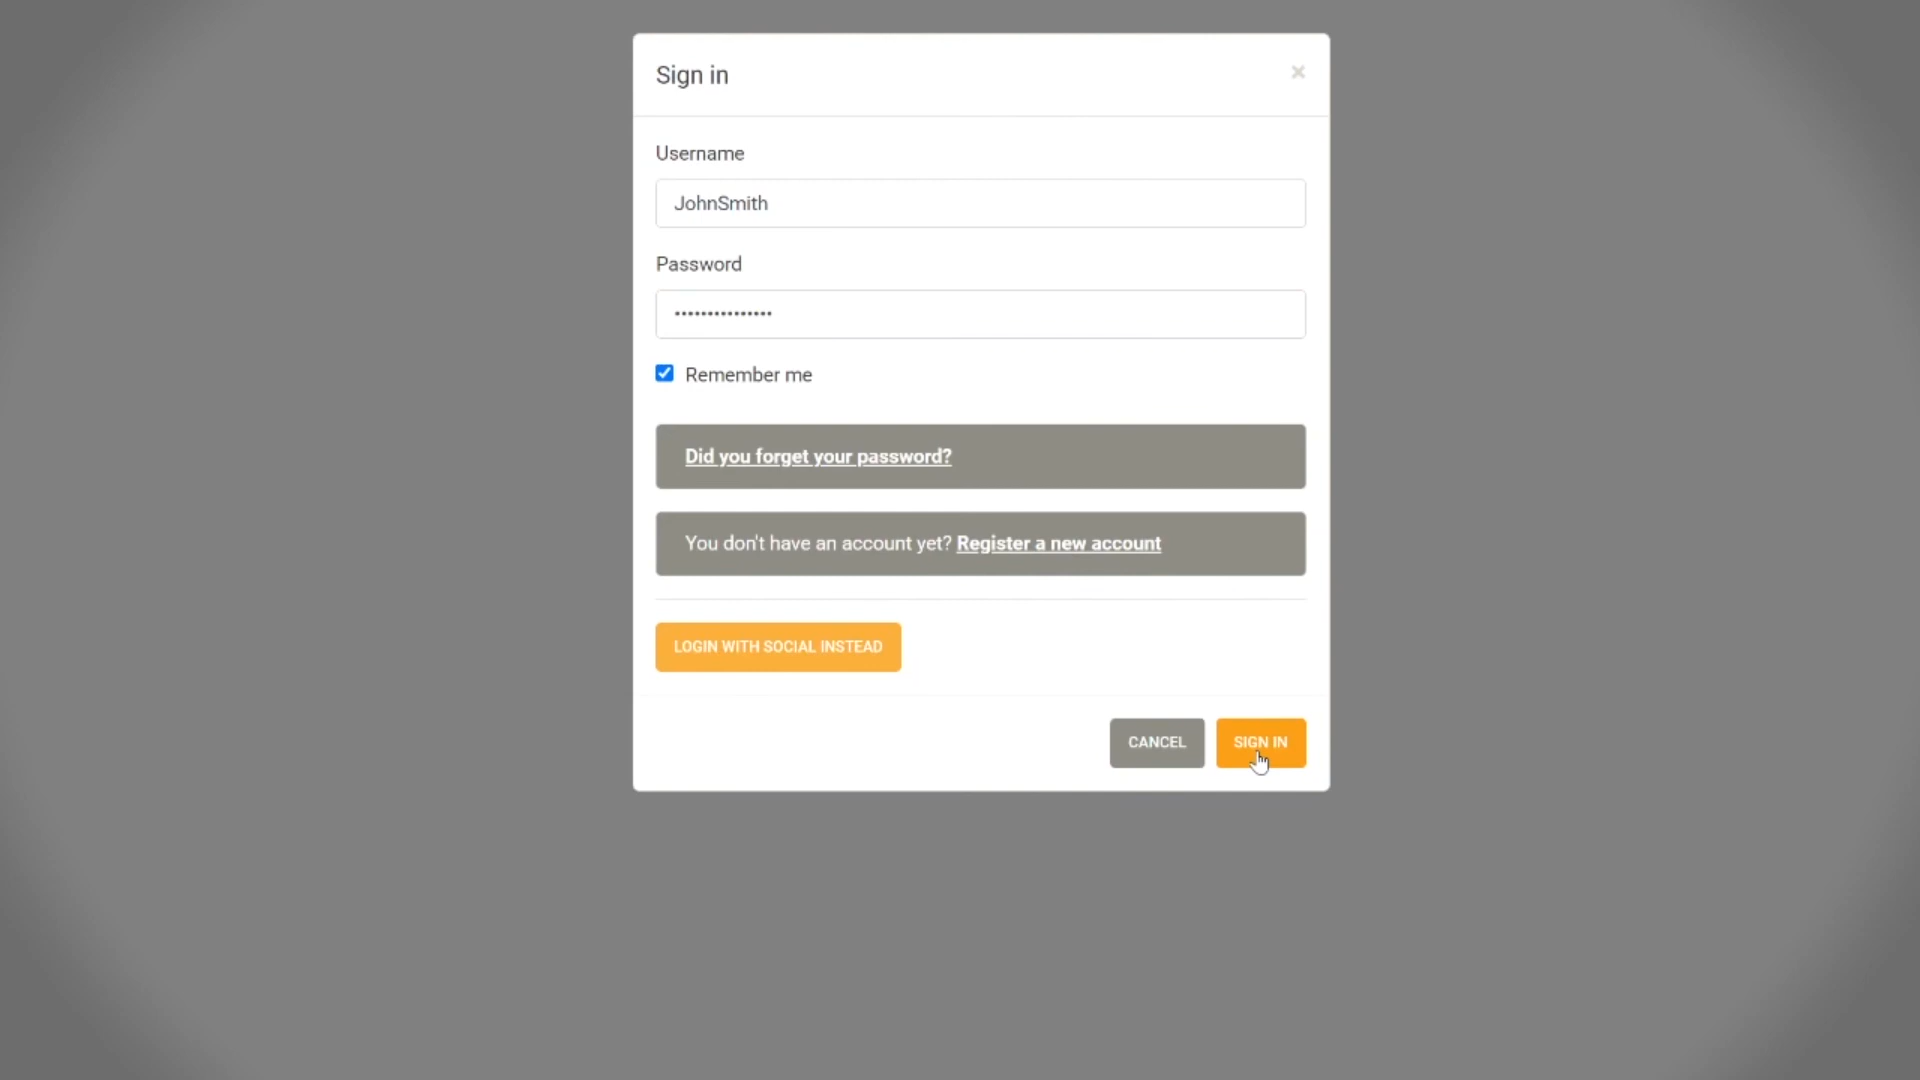 Sign in
×
Username
JohnSmith
Password
•••••••••••••••
Remember me
Did you forget your password?
You don't have an account yet? Register a new account
LOGIN WITH SOCIAL INSTEAD
CANCEL SIGN IN